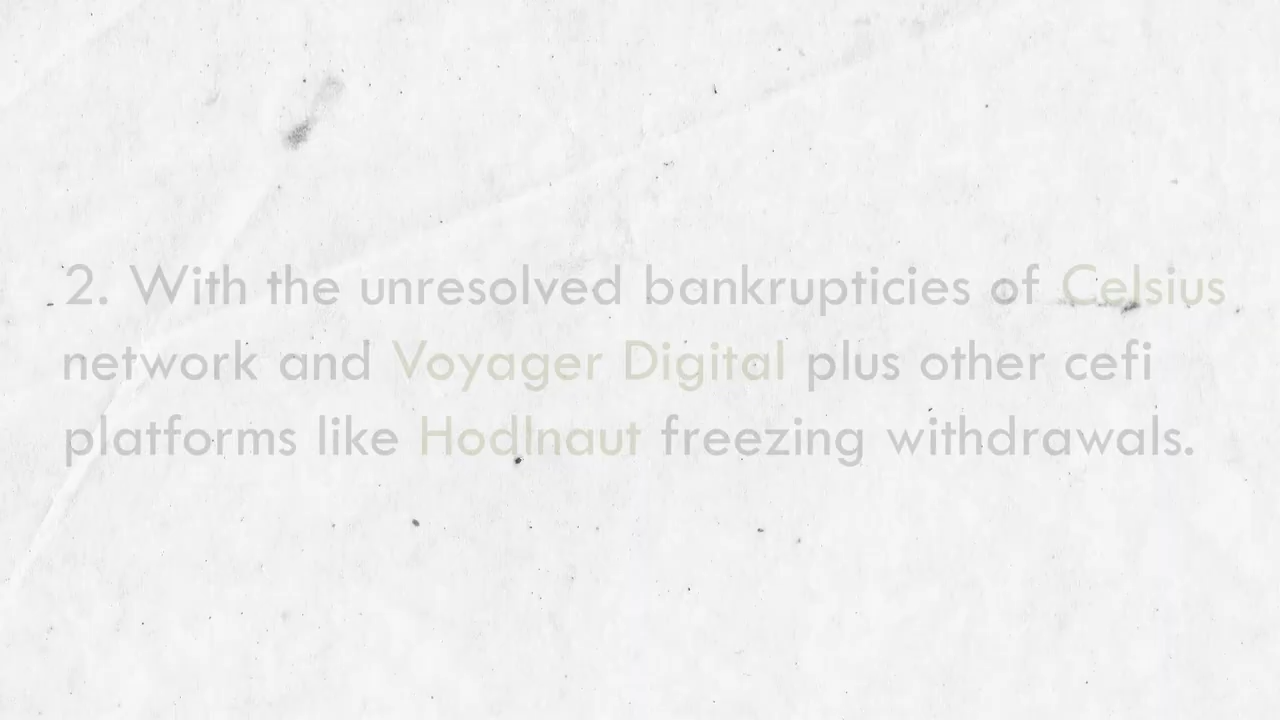 2. With the unresolved bankrupticies of Celsius
network and Voyager Digital plus other cefi
platforms like Hodlnaut freezing withdrawals.